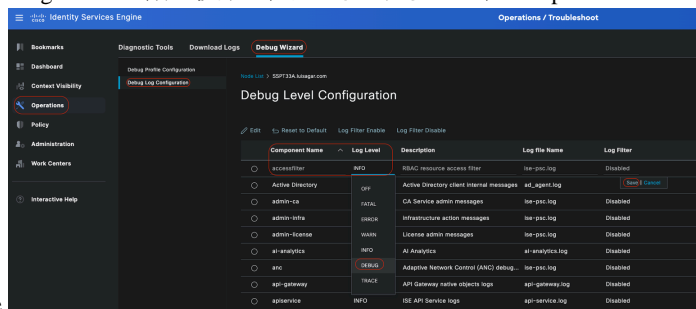 Identity Services Engine
Operations / Troubleshoot
Bookmarks
Dashboard
Context Visibility
Operations
Policy
Administration
Work Centers
Interactive Help
Diagnostic Tools Download Logs Debug Wizard
Debug Profile Configuration
Debug Log Configuration
Node List > SSPT33A.lulsagar.com
Debug Level Configuration
Edit Reset to Default Log Filter Enable Log Filter Disable
Component Name Log Level Description Log file Name Log Filter
accessfilter INFO RBAC resource access filter ise-psc.log Disabled
Active Directory Active Directory client internal messages ad_agent.log Save | Cancel
OFF
admin-ca CA Service admin messages ise-psc.log Disabled
FATAL
admin-infra infrastructure action messages ise-psc.log Disabled
ERROR
admin-license License admin messages ise-psc.log Disabled
WARN
ai-analytics AI Analytics ai-analytics.log Disabled
INFO
anc Adaptive Network Control (ANC) debug... ise-psc.log Disabled
DEBUG
api-gateway API Gateway native objects logs api-gateway.log Disabled
TRACE
apiservice INFO ISE API Service logs api-service.log Disabled